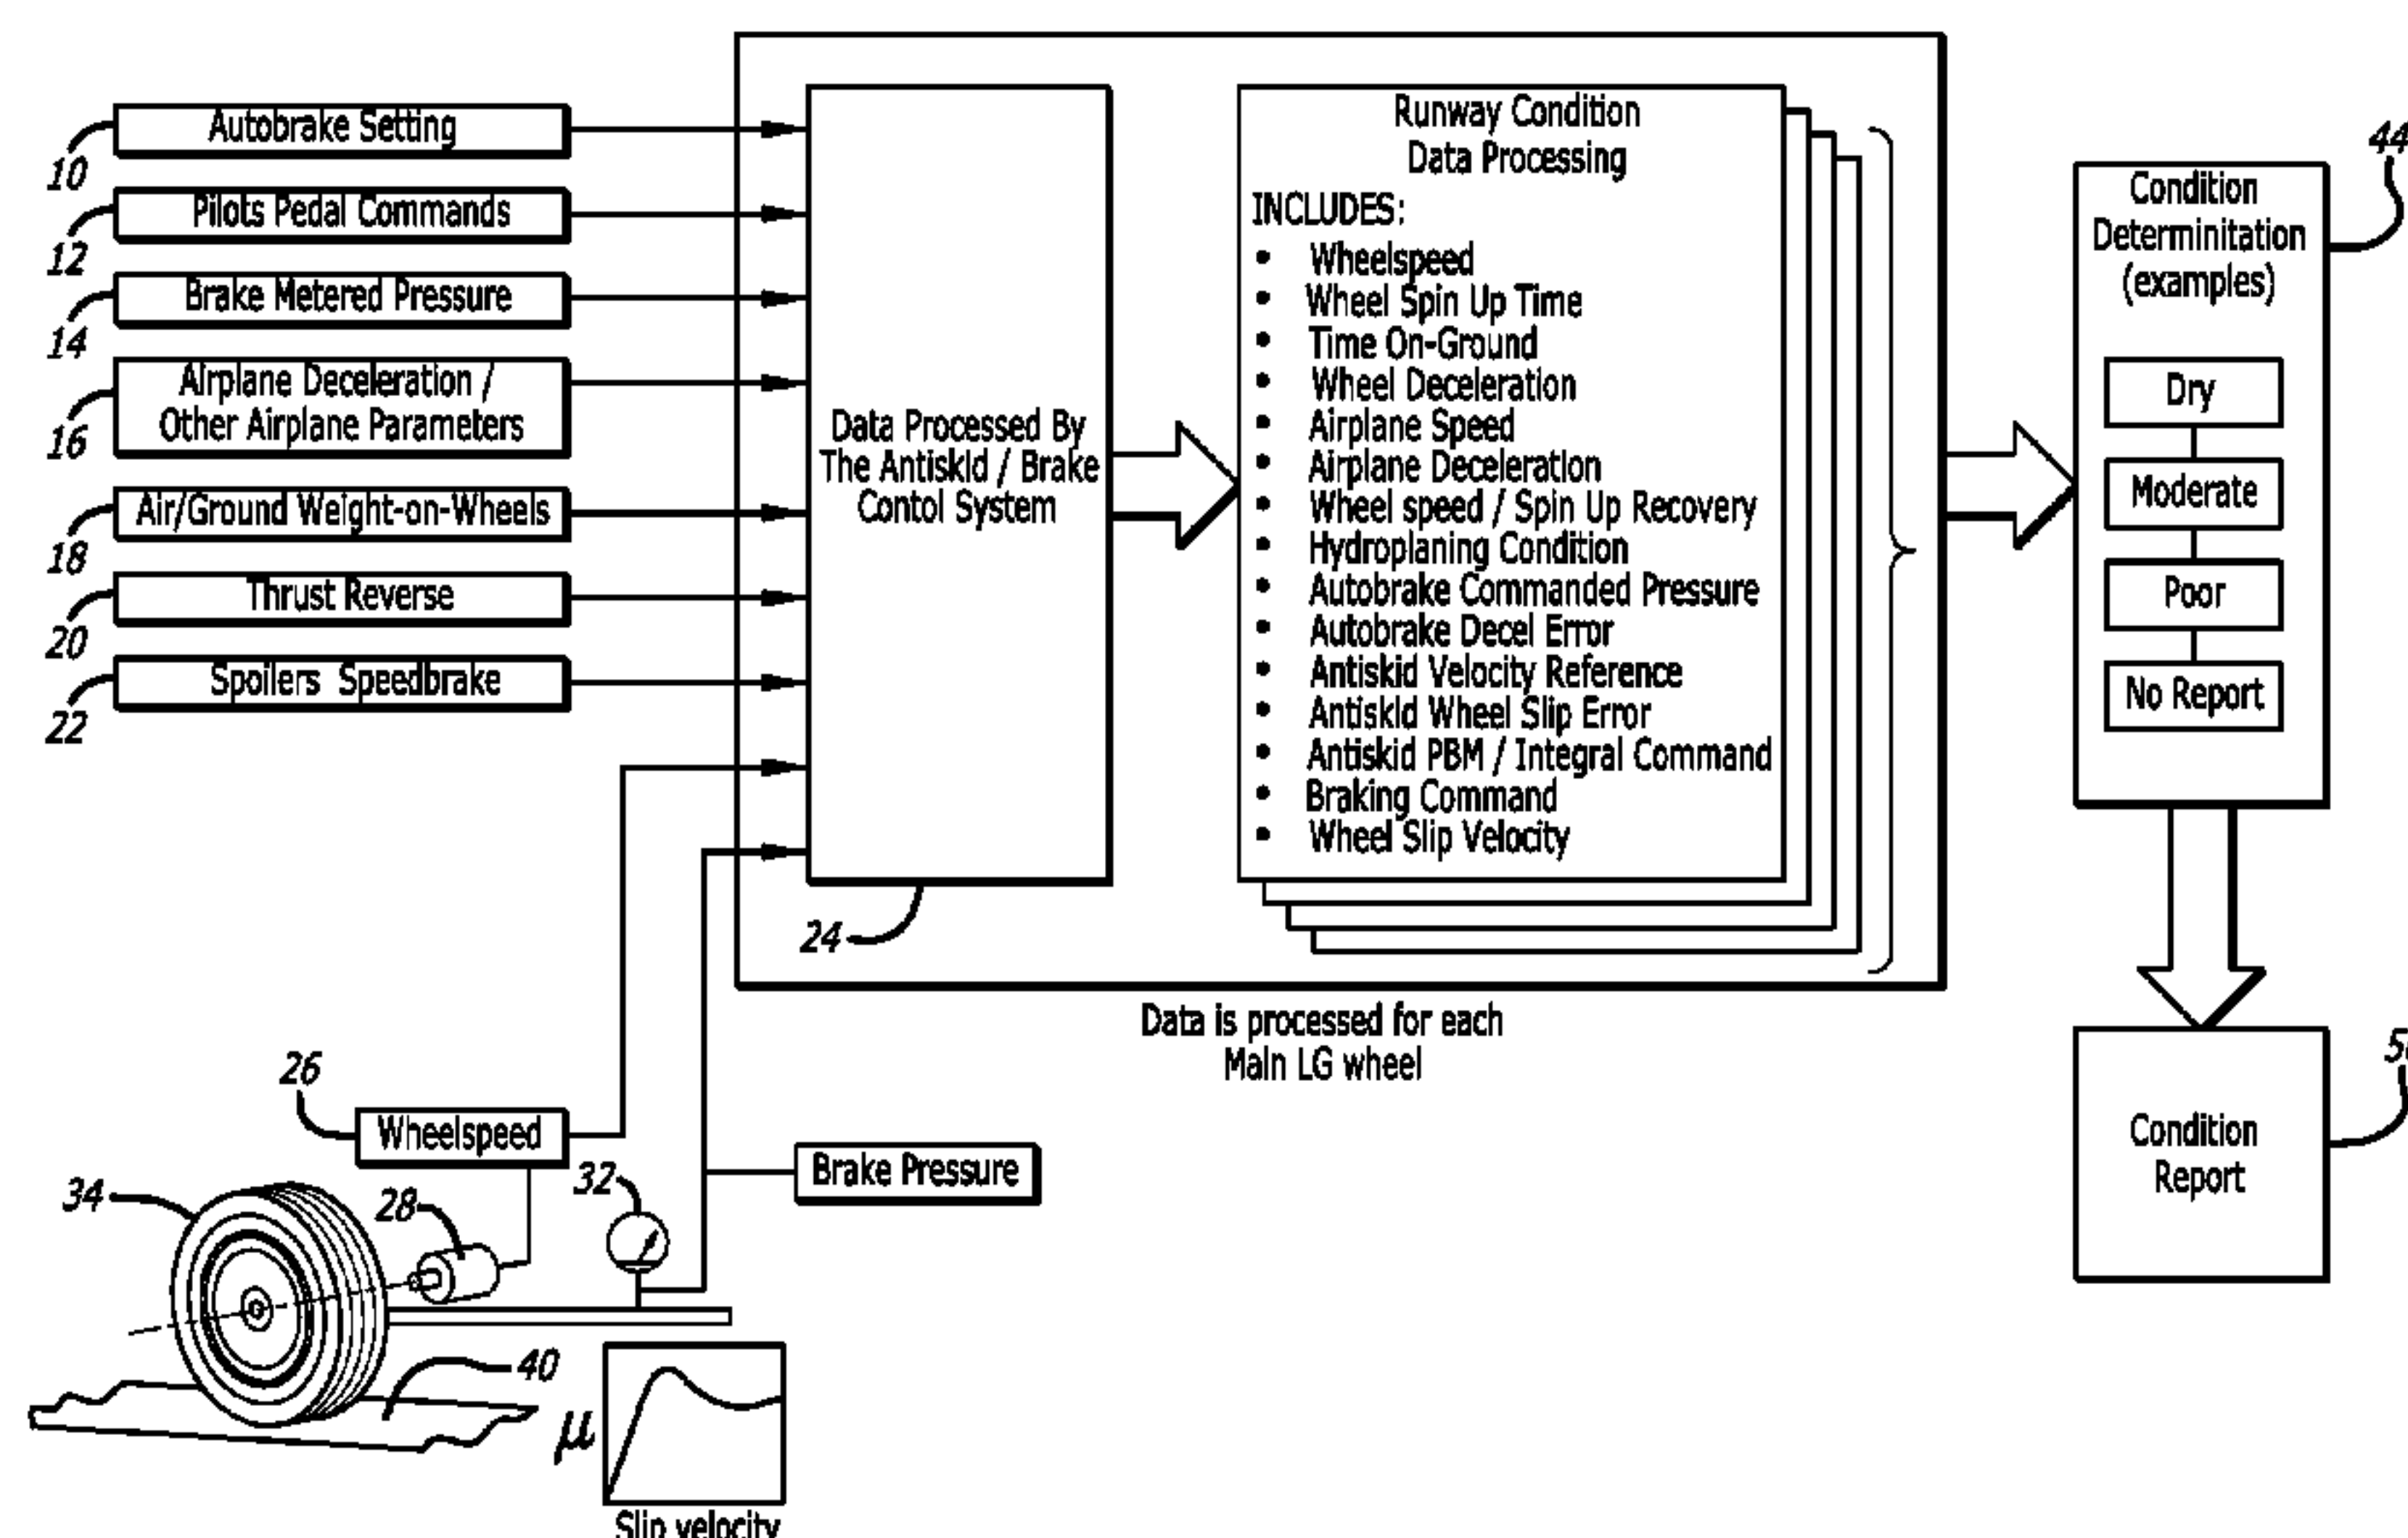 Autobrake Setting
10
Pilots Pedal Commands
12
Brake Metered Pressure
14
Airplane Deceleration /
Other Airplane Parameters
16
Air/Ground Weight-on-Wheels
18
Thrust Reverse
20
Spoilers Speedbrake
22
Data Processed By
The Antiskid / Brake
Contol System
24
Runway Condition
Data Processing
INCLUDES:
• Wheelspeed
• Wheel Spin Up Time
• Time On-Ground
• Wheel Deceleration
• Airplane Speed
• Airplane Deceleration
• Wheel speed / Spin Up Recovery
• Hydroplaning Condition
• Autobrake Commanded Pressure
• Autobrake Decel Error
• Antiskid Velocity Reference
• Antiskid Wheel Slip Error
• Antiskid PBM / Integral Command
• Braking Command
• Wheel Slip Velocity
Data is processed for each
Main LG wheel
44
Condition
Determinitation
(examples)
Dry
Moderate
Poor
No Report
Condition
Report
26
Wheelspeed
Brake Pressure
34
28
32
40
μ
Slip velocity